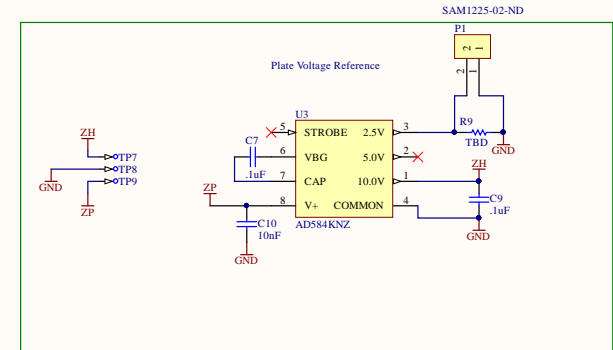 SAM1225-02-ND
P1
2 1
2 1
Plate Voltage Reference
U3
R9
TBD
GND
5 STROBE 2.5V 3
6 VBG 5.0V 2
7 CAP 10.0V 1
8 V+ COMMON 4
AD584KNZ
C7
.1uF
ZH
C9
.1uF
GND
ZP
C10
10nF
GND
ZH
TP7
TP8
TP9
GND
ZP